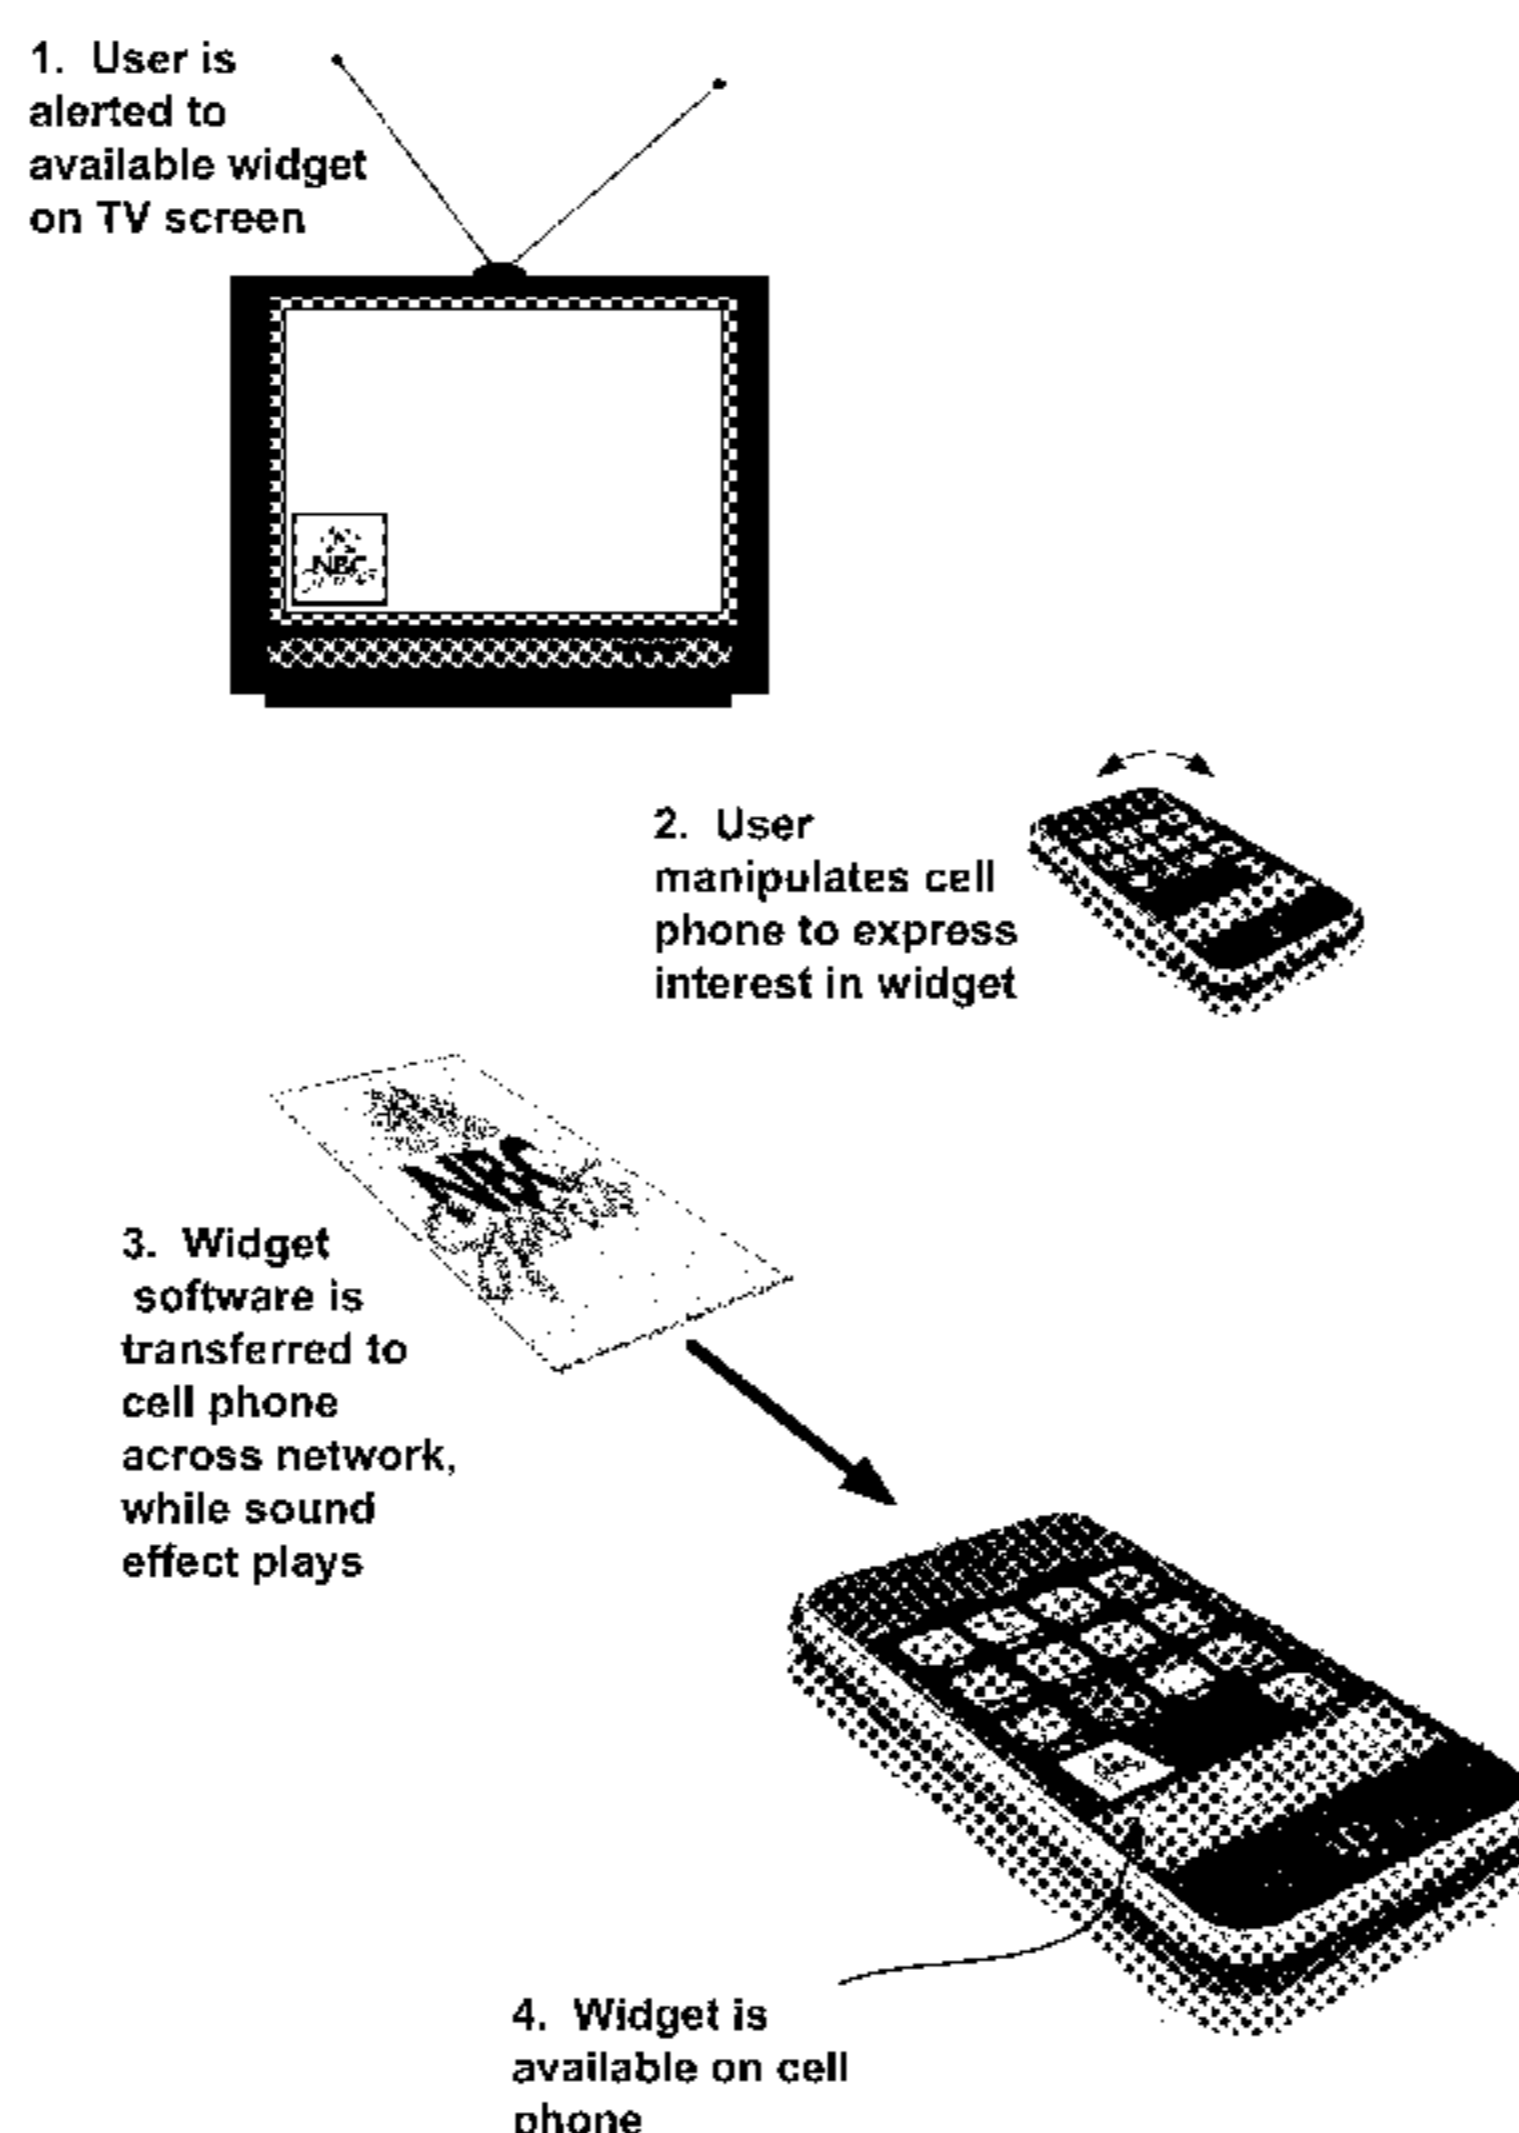 1. User is
alerted to
available widget
on TV screen
NBC
2. User
manipulates cell
phone to express
interest in widget
NBC
3. Widget
software is
transferred to
cell phone
across network,
while sound
effect plays
4. Widget is
available on cell
phone